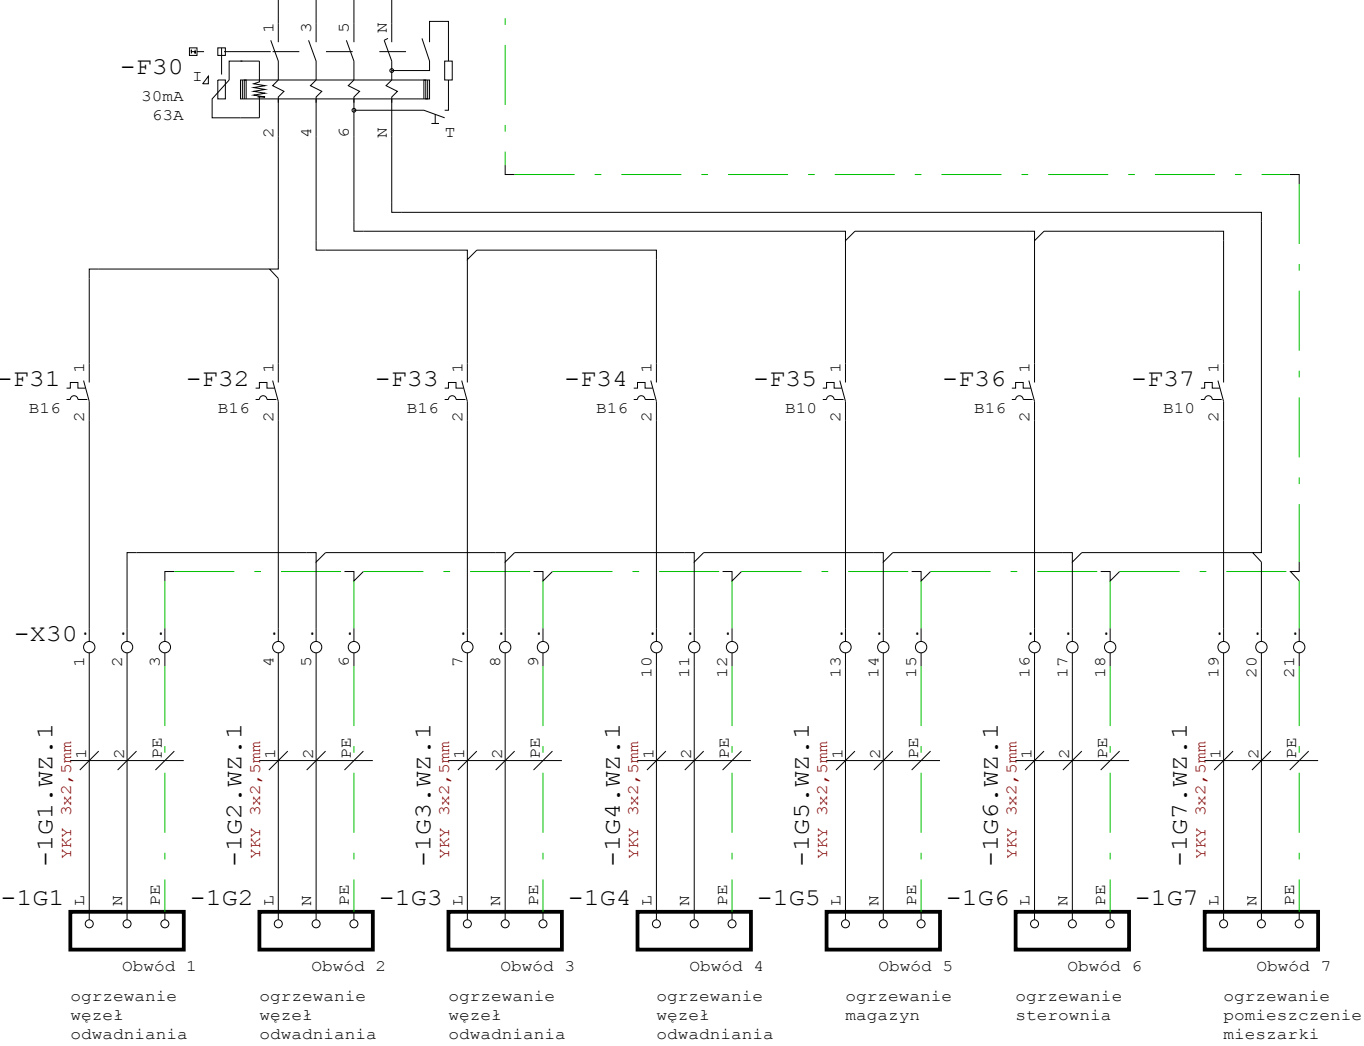 1 3 5 N
-F30
I
30mA
63A
2 4 6 N T
-F31 1 -F32 1 -F33 1 -F34 1 -F35 1 -F36 1 -F37 1
B16 2 B16 2 B16 2 B16 2 B10 2 B16 2 B10 2
-X30
1 2 3 4 5 6 7 8 9 10 11 12 13 14 15 16 17 18 19 20 21
-1G1.WZ.1
YKY 3x2,5mm
1 2 PE
-1G2.WZ.1
YKY 3x2,5mm
1 2 PE
-1G3.WZ.1
YKY 3x2,5mm
1 2 PE
-1G4.WZ.1
YKY 3x2,5mm
1 2 PE
-1G5.WZ.1
YKY 3x2,5mm
1 2 PE
-1G6.WZ.1
YKY 3x2,5mm
1 2 PE
-1G7.WZ.1
YKY 3x2,5mm
1 2 PE
-1G1 L N PE -1G2 L N PE -1G3 L N PE -1G4 L N PE -1G5 L N PE -1G6 L N PE -1G7 L N PE
Obwód 1
ogrzewanie
węzeł
odwadniania
Obwód 2
ogrzewanie
węzeł
odwadniania
Obwód 3
ogrzewanie
węzeł
odwadniania
Obwód 4
ogrzewanie
węzeł
odwadniania
Obwód 5
ogrzewanie
magazyn
Obwód 6
ogrzewanie
sterownia
Obwód 7
ogrzewanie
pomieszczenie
mieszarki